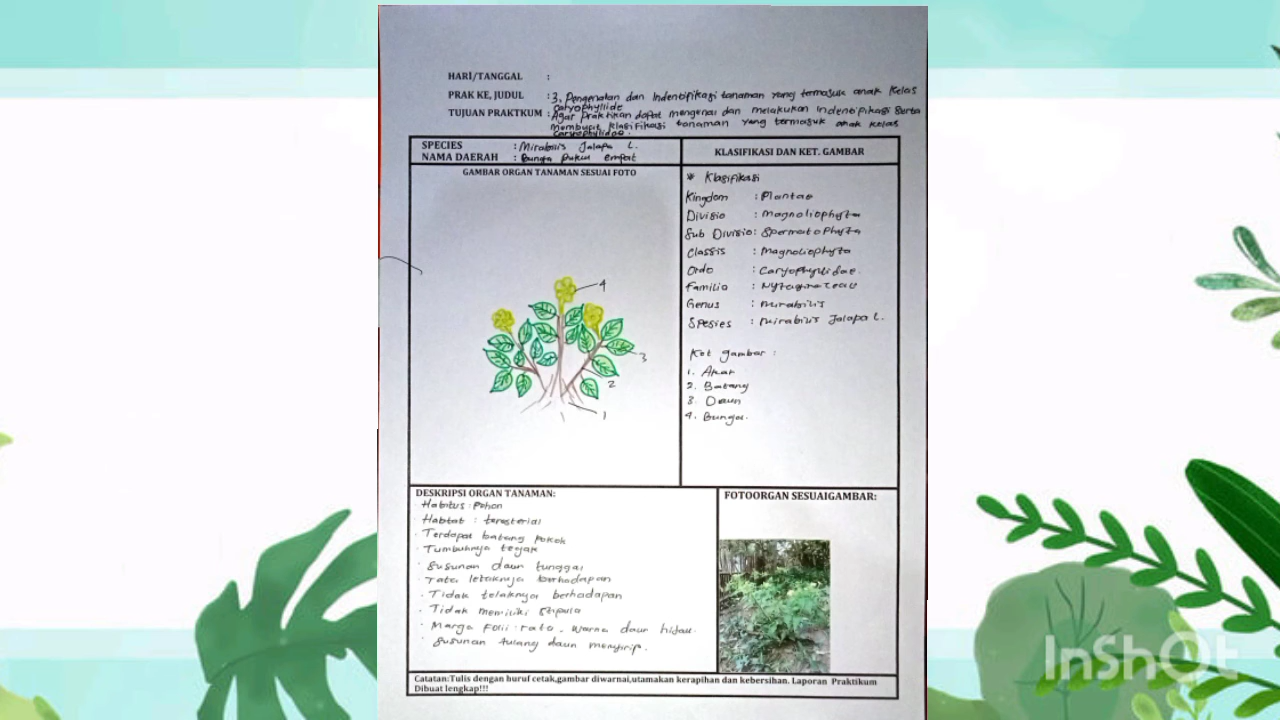 HARI/TANGGAL :
PRAK KE, JUDUL : 3, Pengenalan dan Indentifikasi tanaman yang termasuk anak kelas
caryophyllide
TUJUAN PRAKTKUM : Agar Praktikan dapat mengenal dan melakukan Indentifikasi serta
membuat klasifikasi tanaman yang termasuk anak kelas
caryophylidae.
SPECIES : Mirabilis Jalapa L.
NAMA DAERAH : Bunga Pukul empat
KLASIFIKASI DAN KET. GAMBAR
GAMBAR ORGAN TANAMAN SESUAI FOTO
4
3
2
1
* Klasifikasi
Kingdom : Plantae
Divisio : Magnoliophyta
Sub Divisio : Spermatophyta
Classis : Magnoliophyta
Ordo : Caryophyllidae.
Familia : Nytaginaceae
Genus : Mirabilis
Spesies : Mirabilis Jalapa L.
Ket gambar :
1. Akar
2. Batang
3. Daun
4. Bunga.
DESKRIPSI ORGAN TANAMAN:
Habitus : Pohon
· Habtat : teresterial
· Terdapat batang Pokok
· Tumbuhnya tegak
· Susunan daun tunggal
· Tata letaknya berhadapan
· Tidak telaknya berhadapan
· Tidak memiliki Stipula
· Marga Folii : rata, warna daun hijau.
· Susunan tulang daun menyirip.
FOTOORGAN SESUAIGAMBAR:
Catatan:Tulis dengan huruf cetak,gambar diwarnai,utamakan kerapihan dan kebersihan. Laporan Praktikum
Dibuat lengkap!!!
InShOt